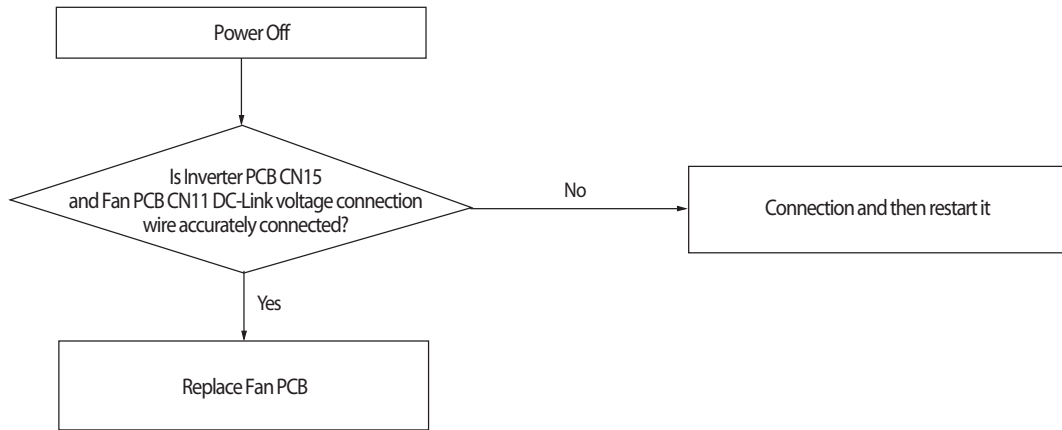 Power Off
Is Inverter PCB CN15
and Fan PCB CN11 DC-Link voltage connection
wire accurately connected?
No
Connection and then restart it
Yes
Replace Fan PCB